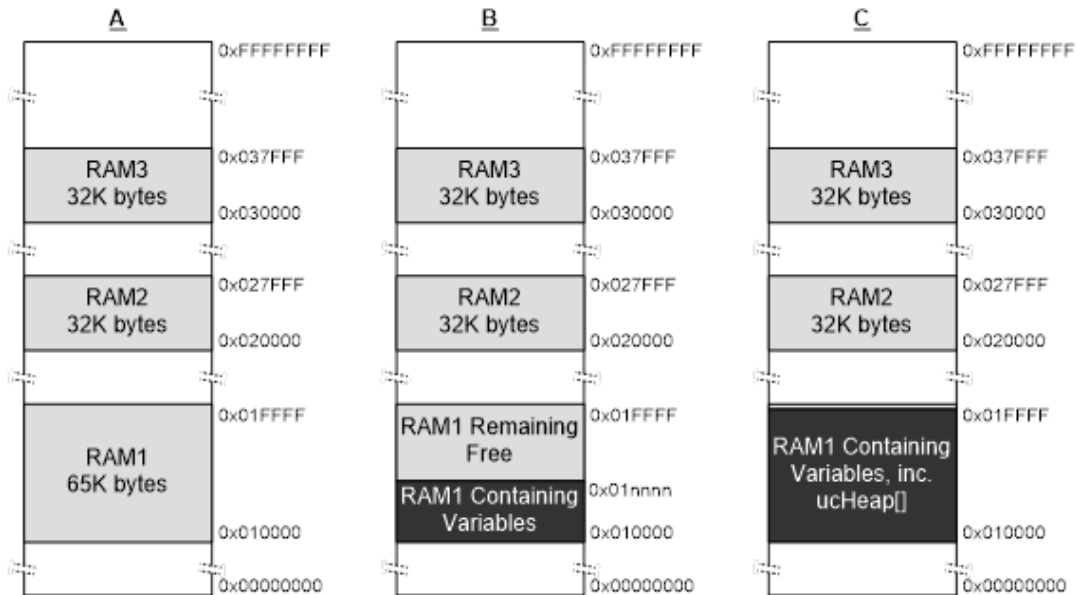 A
0xFFFFFFFF
RAM3
32K bytes
0x037FFF
0x030000
RAM2
32K bytes
0x027FFF
0x020000
RAM1
65K bytes
0x01FFFF
0x010000
0x00000000
B
0xFFFFFFFF
RAM3
32K bytes
0x037FFF
0x030000
RAM2
32K bytes
0x027FFF
0x020000
RAM1 Remaining
Free
0x01FFFF
0x01nnnn
RAM1 Containing
Variables
0x010000
0x00000000
C
0xFFFFFFFF
RAM3
32K bytes
0x037FFF
0x030000
RAM2
32K bytes
0x027FFF
0x020000
0x01FFFF
RAM1 Containing
Variables, inc.
ucHeap[]
0x010000
0x00000000